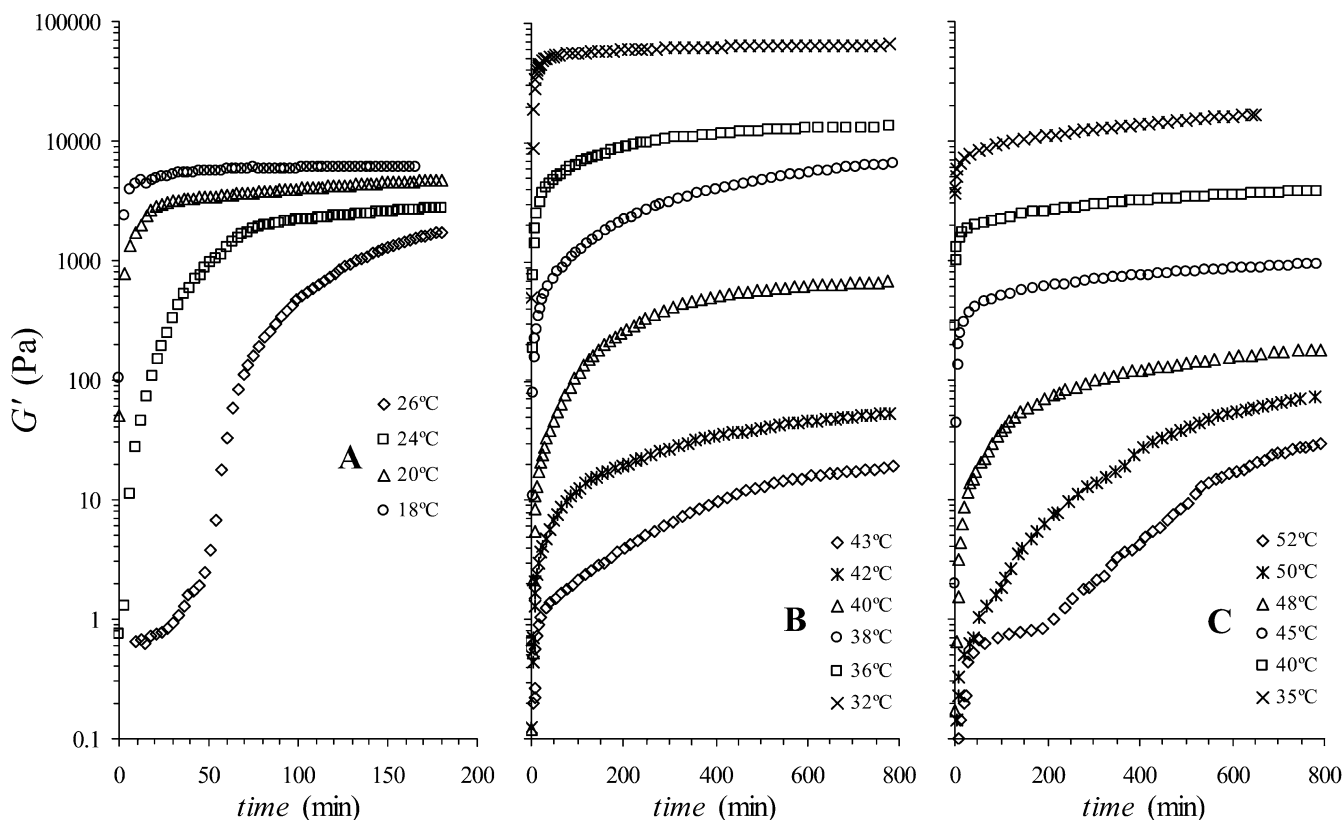 G' (Pa)
100000
10000
1000
100
10
1
0.1
A
26ºC
24ºC
20ºC
18ºC
0 50 100 150 200
time (min)
B
43ºC
42ºC
40ºC
38ºC
36ºC
32ºC
0 200 400 600 800
time (min)
C
52ºC
50ºC
48ºC
45ºC
40ºC
35ºC
0 200 400 600 800
time (min)